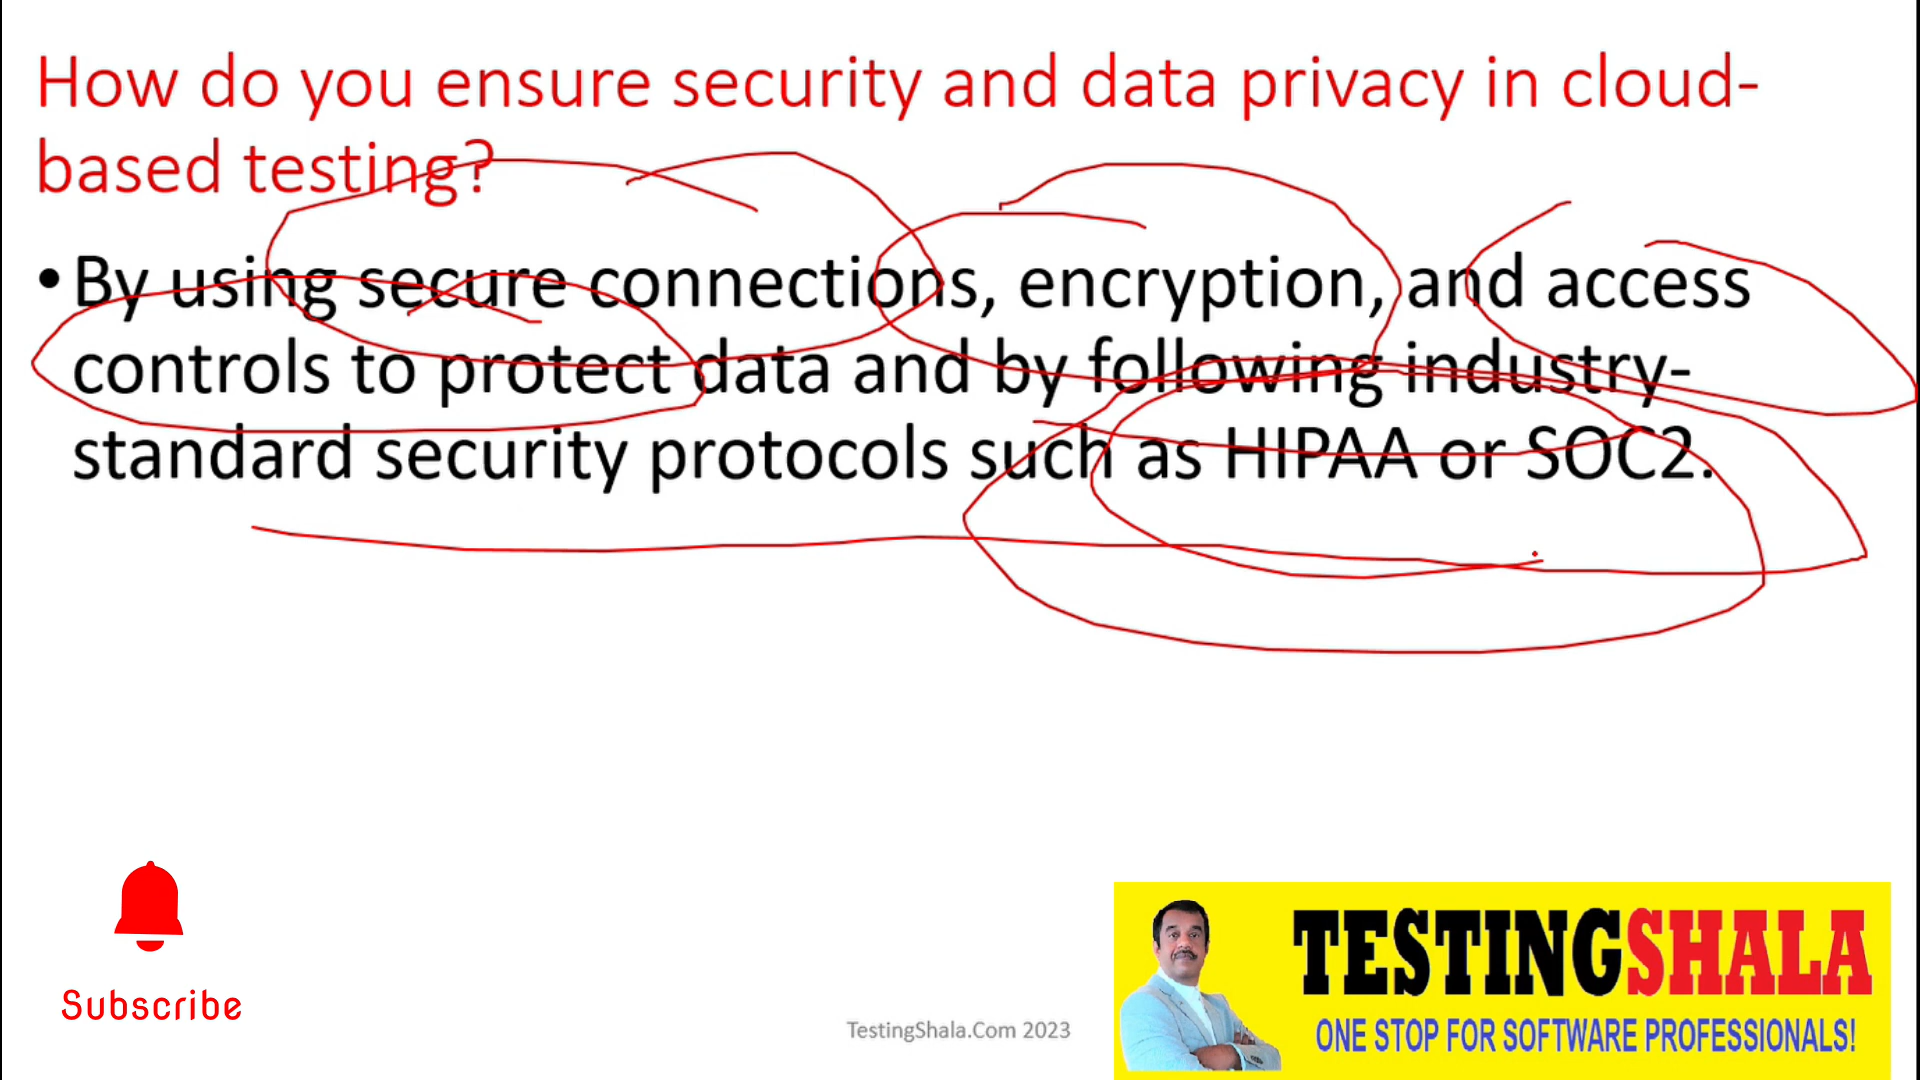 How do you ensure security and data privacy in cloud-
based testing?
•By using secure connections, encryption, and access
controls to protect data and by following industry-
standard security protocols such as HIPAA or SOC2.
Subscribe
TestingShala.Com 2023
TESTINGSHALA
ONE STOP FOR SOFTWARE PROFESSIONALS!